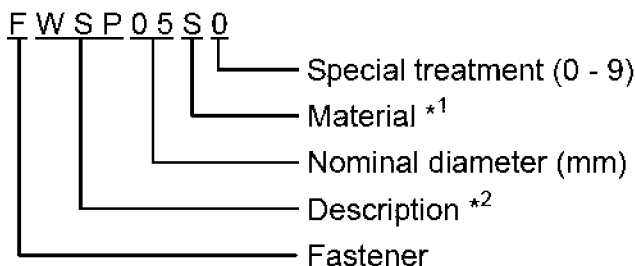 F W S P 0 5 S 0
Special treatment (0 - 9)
Material *1
Nominal diameter (mm)
Description *2
Fastener